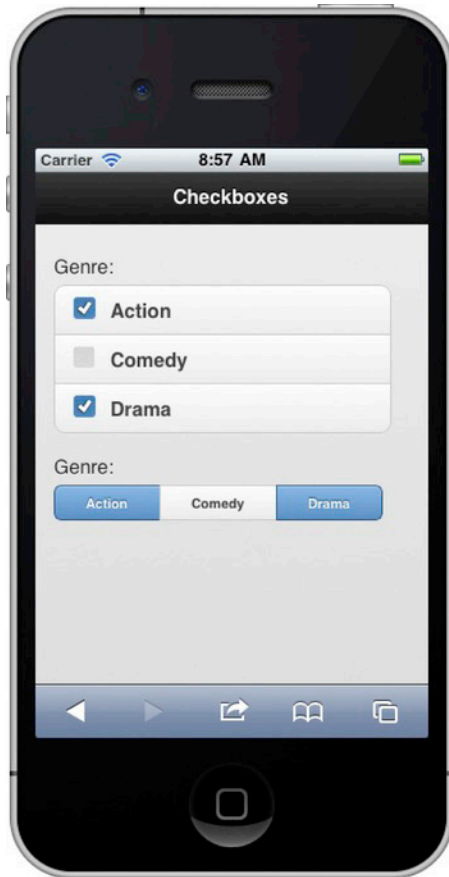 Carrier 8:57 AM
Checkboxes
Genre:
Action
Comedy
Drama
Genre:
Action Comedy Drama